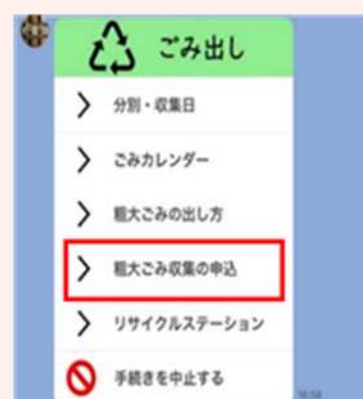 ごみ出し
分別・収集日
ごみカレンダー
粗大ごみの出し方
粗大ごみ収集の申込
リサイクルステーション
手続きを中止する